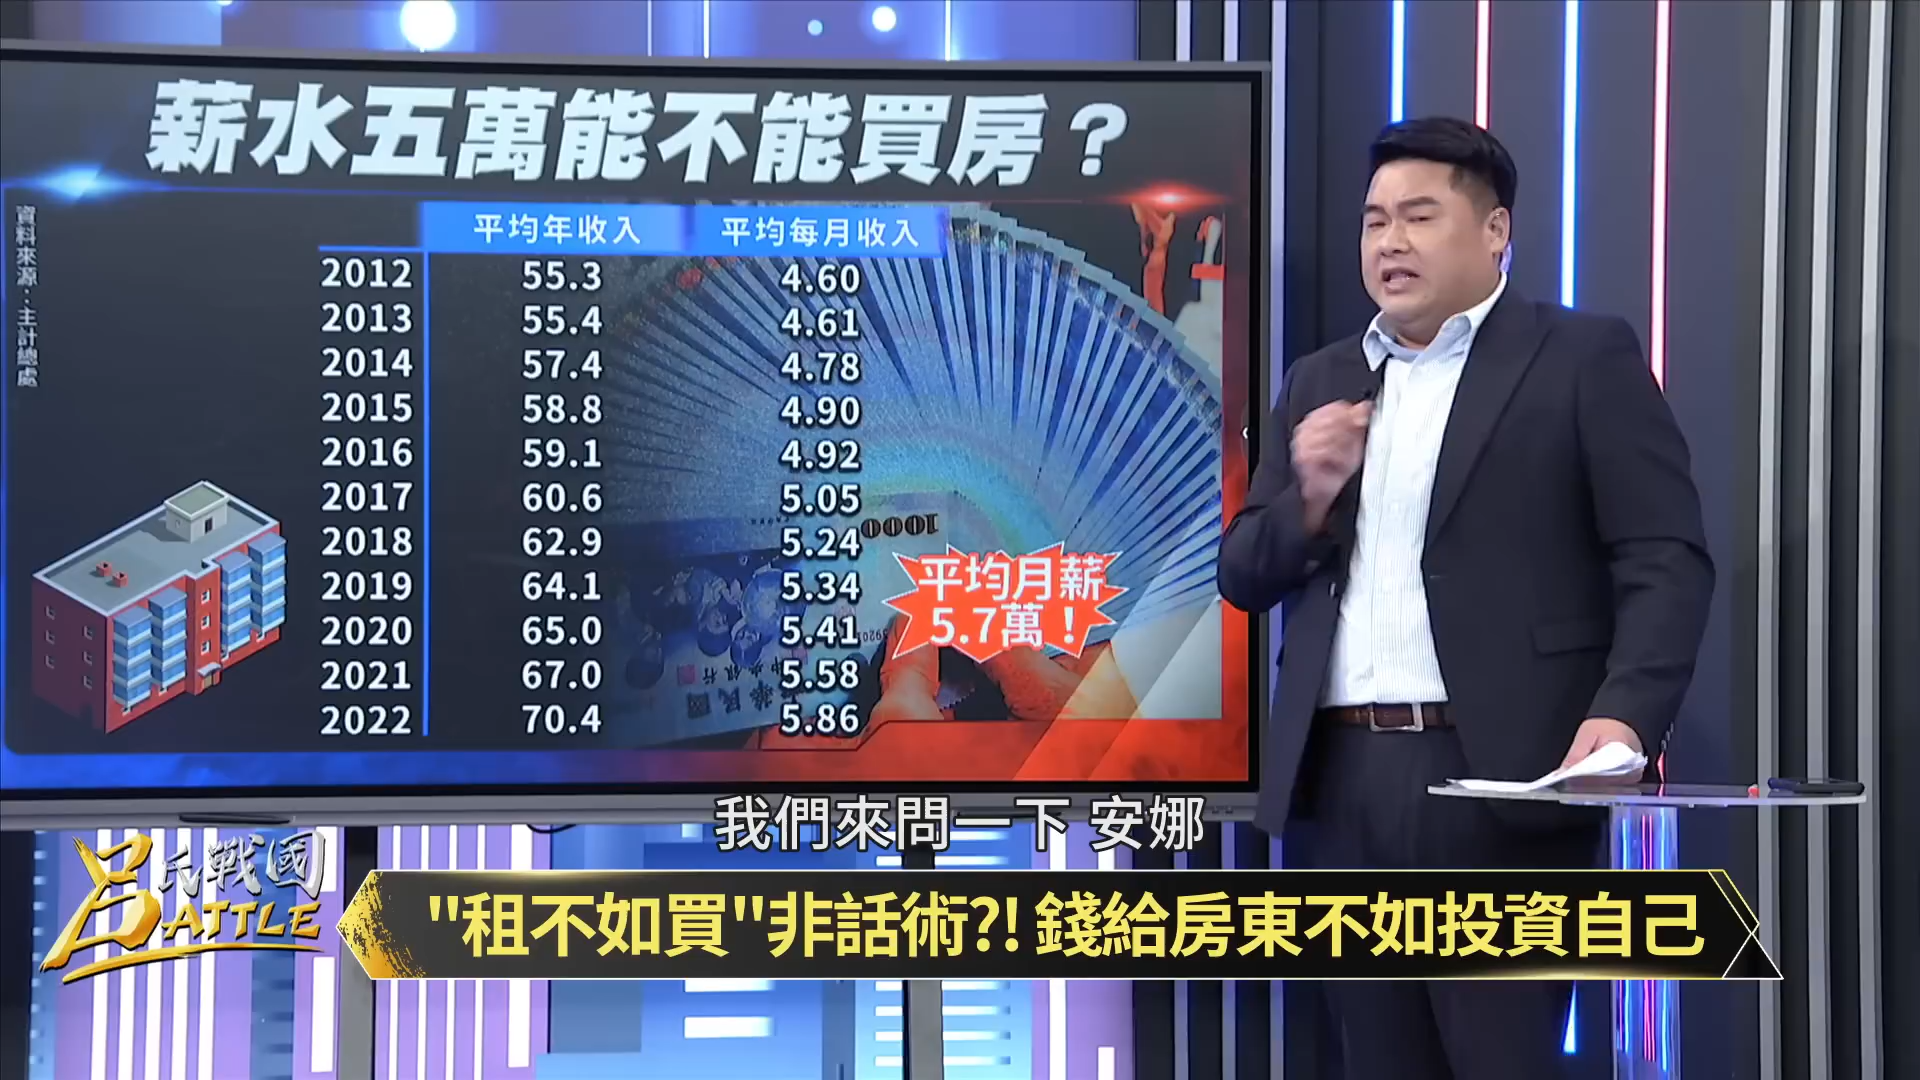 薪水五萬能不能買房？
資料來源：主計總處
平均年收入 平均每月收入
2012 55.3 4.60
2013 55.4 4.61
2014 57.4 4.78
2015 58.8 4.90
2016 59.1 4.92
2017 60.6 5.05
2018 62.9 5.24
2019 64.1 5.34
2020 65.0 5.41
2021 67.0 5.58
2022 70.4 5.86
1000
平均月薪
5.7萬！
我們來問一下 安娜
呂氏戰國
BATTLE
"租不如買"非話術?! 錢給房東不如投資自己